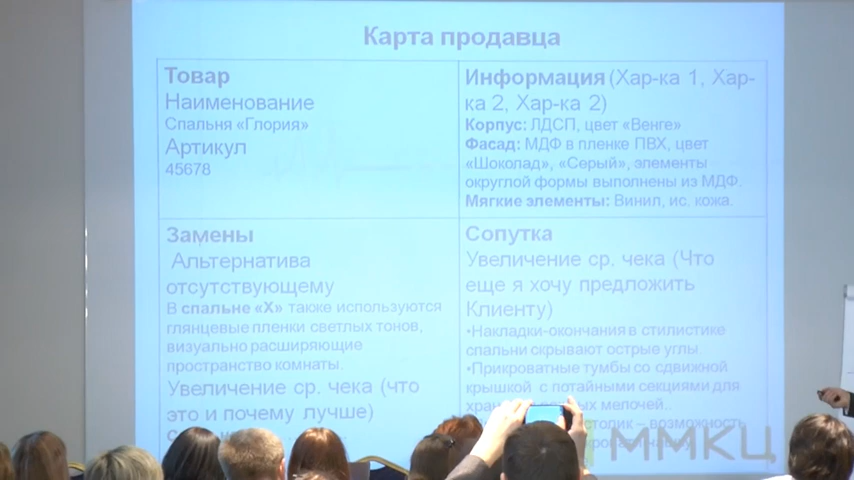 Карта продавца
Товар
Наименование
Спальня «Глория»
Артикул
45678
Информация (Хар-ка 1, Хар-
ка 2, Хар-ка 2)
Корпус: ЛДСП, цвет «Венге»
Фасад: МДФ в пленке ПВХ, цвет
«Шоколад», «Серый», элементы
округлой формы выполнены из МДФ.
Мягкие элементы: Винил, ис. кожа.
Замены
Альтернатива
отсутствующему
В спальне «Х» также используются
глянцевые пленки светлых тонов,
визуально расширяющие
пространство комнаты.
Увеличение ср. чека (что
это и почему лучше)
Сопутка
Увеличение ср. чека (Что
еще я хочу предложить
Клиенту)
•Накладки-окончания в стилистике
спальни скрывают острые углы.
•Прикроватные тумбы со сдвижной
крышкой с потайными секциями для
мелочей.
столик – возможность
ММКЦ